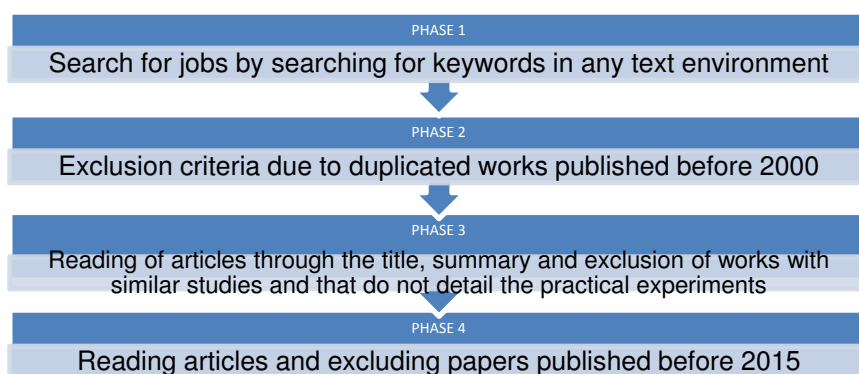 PHASE 1
Search for jobs by searching for keywords in any text environment
PHASE 2
Exclusion criteria due to duplicated works published before 2000
PHASE 3
Reading of articles through the title, summary and exclusion of works with
similar studies and that do not detail the practical experiments
PHASE 4
Reading articles and excluding papers published before 2015